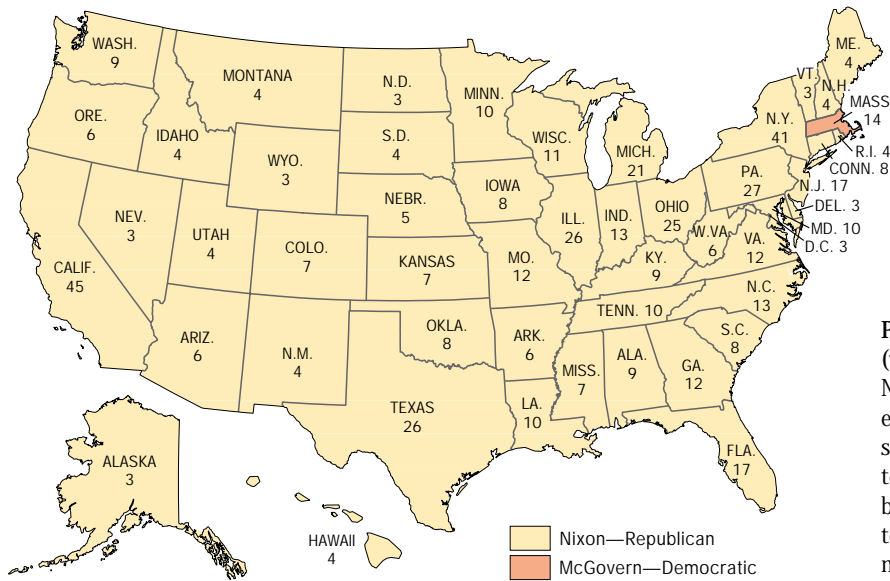 WASH.
9
ORE.
6
CALIF.
45
NEV.
3
IDAHO
4
MONTANA
4
WYO.
3
UTAH
4
COLO.
7
ARIZ.
6
N.M.
4
N.D.
3
S.D.
4
NEBR.
5
KANSAS
7
OKLA.
8
TEXAS
26
MINN.
10
IOWA
8
MO.
12
ARK.
6
LA.
10
WISC.
11
ILL.
26
MICH.
21
IND.
13
OHIO
25
KY.
9
TENN. 10
MISS.
7
ALA.
9
GA.
12
FLA.
17
S.C.
8
N.C.
13
VA.
12
W.VA
6
PA.
27
N.Y.
41
VT.
3
N.H.
4
ME.
4
MASS
14
R.I. 4
CONN. 8
N.J. 17
DEL. 3
MD. 10
D.C. 3
ALASKA
3
HAWAII
4
Nixon—Republican
McGovern—Democratic